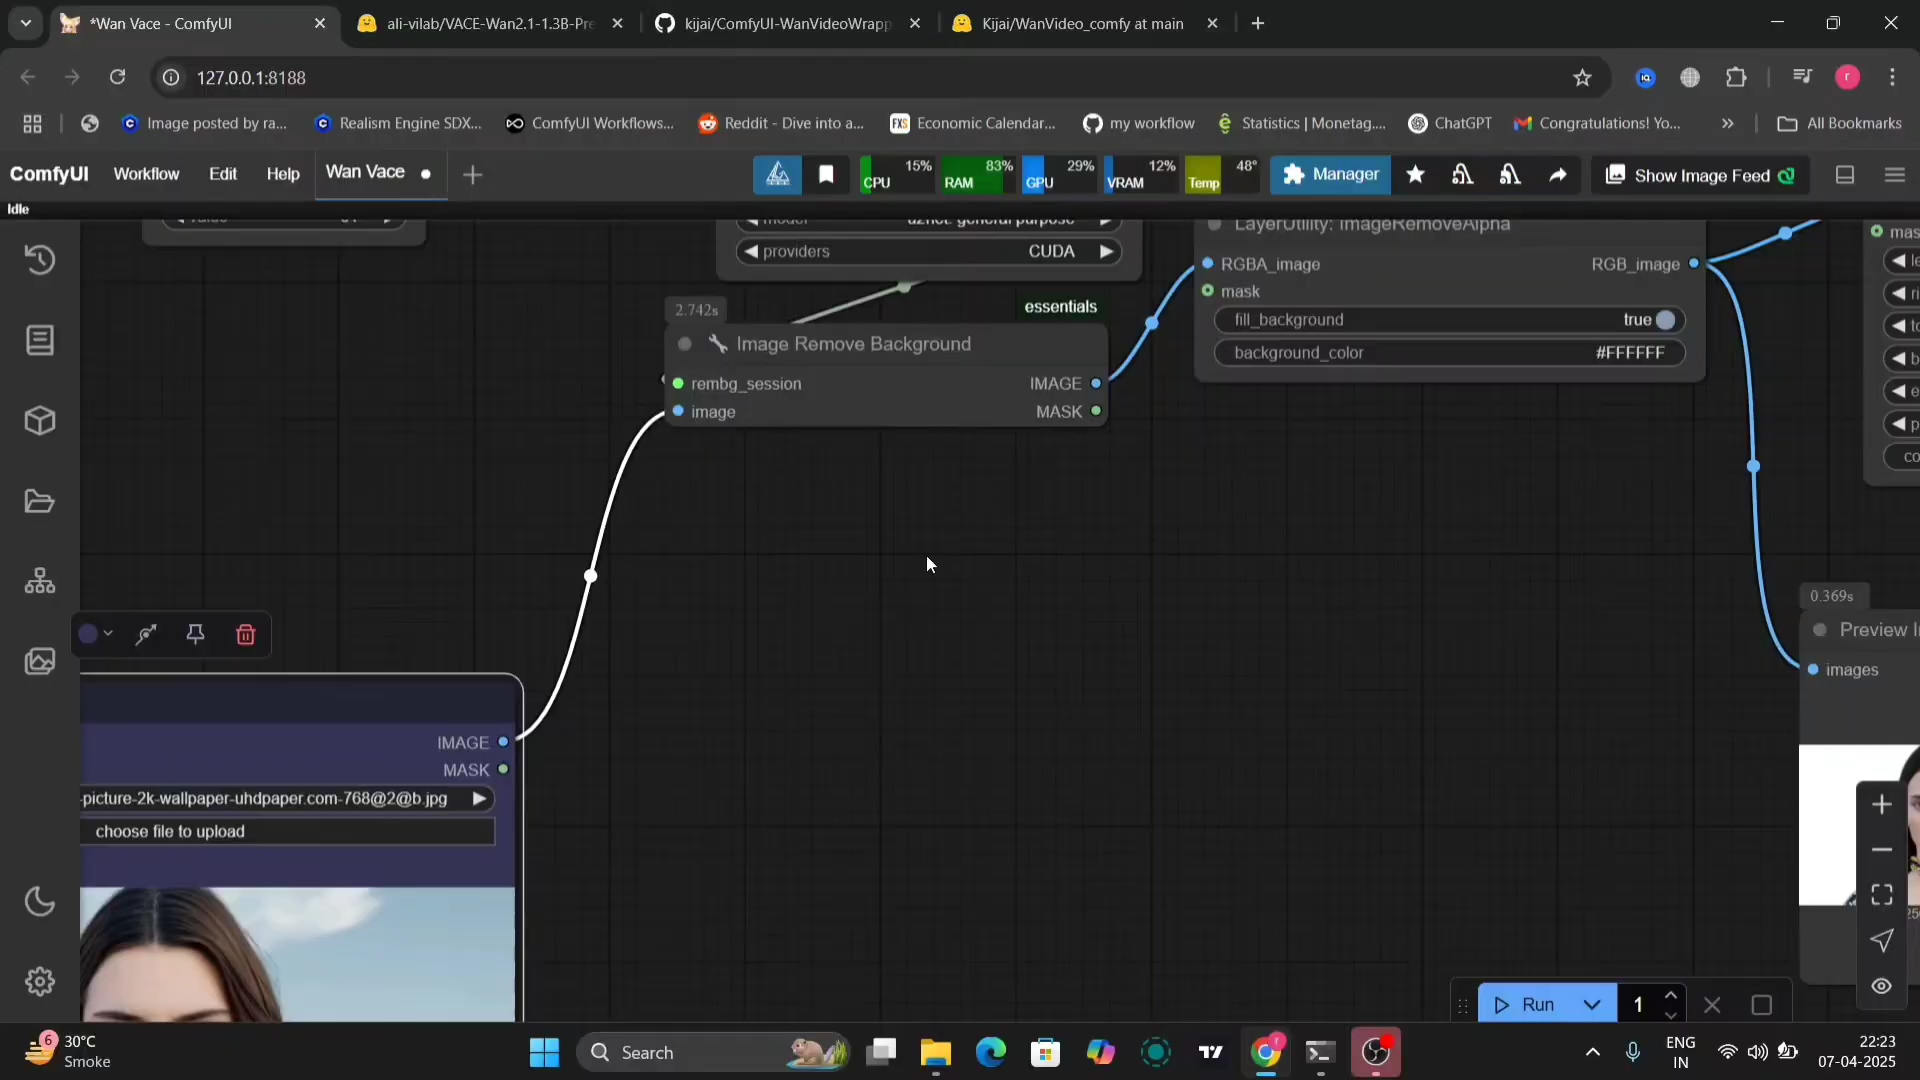 *Wan Vace - ComfyUI
ali-vilab/VACE-Wan2.1-1.3B-Pre
kijai/ComfyUI-WanVideoWrapp
Kijai/WanVideo_comfy at main
127.0.0.1:8188
Image posted by ra...
Realism Engine SDX...
ComfyUI Workflows...
Reddit - Dive into a...
FXS
Economic Calendar...
my workflow
Statistics | Monetag....
ChatGPT
Congratulations! Yo...
All Bookmarks
ComfyUI
Workflow
Edit
Help
Wan Vace
CPU 15%
RAM 83%
GPU 29%
VRAM 12%
Temp 48°
Manager
Show Image Feed
Idle
providers CUDA
LayerUtility: ImageRemoveAlpha
RGBA_image RGB_image
mask
fill_background true
background_color #FFFFFF
2.742s essentials
Image Remove Background
rembg_session IMAGE
image MASK
0.369s
images
IMAGE
MASK
-picture-2k-wallpaper-uhdpaper.com-768@2@b.jpg
choose file to upload
Run 1
6
30°C
Smoke
Search
ENG
IN
22:23
07-04-2025